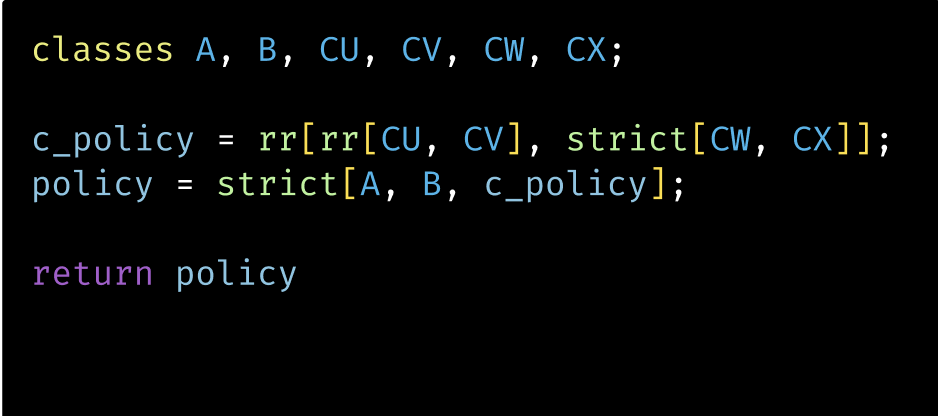 classes A, B, CU, CV, CW, CX;
c_policy = rr[rr[CU, CV], strict[CW, CX]];
policy = strict[A, B, c_policy];
return policy